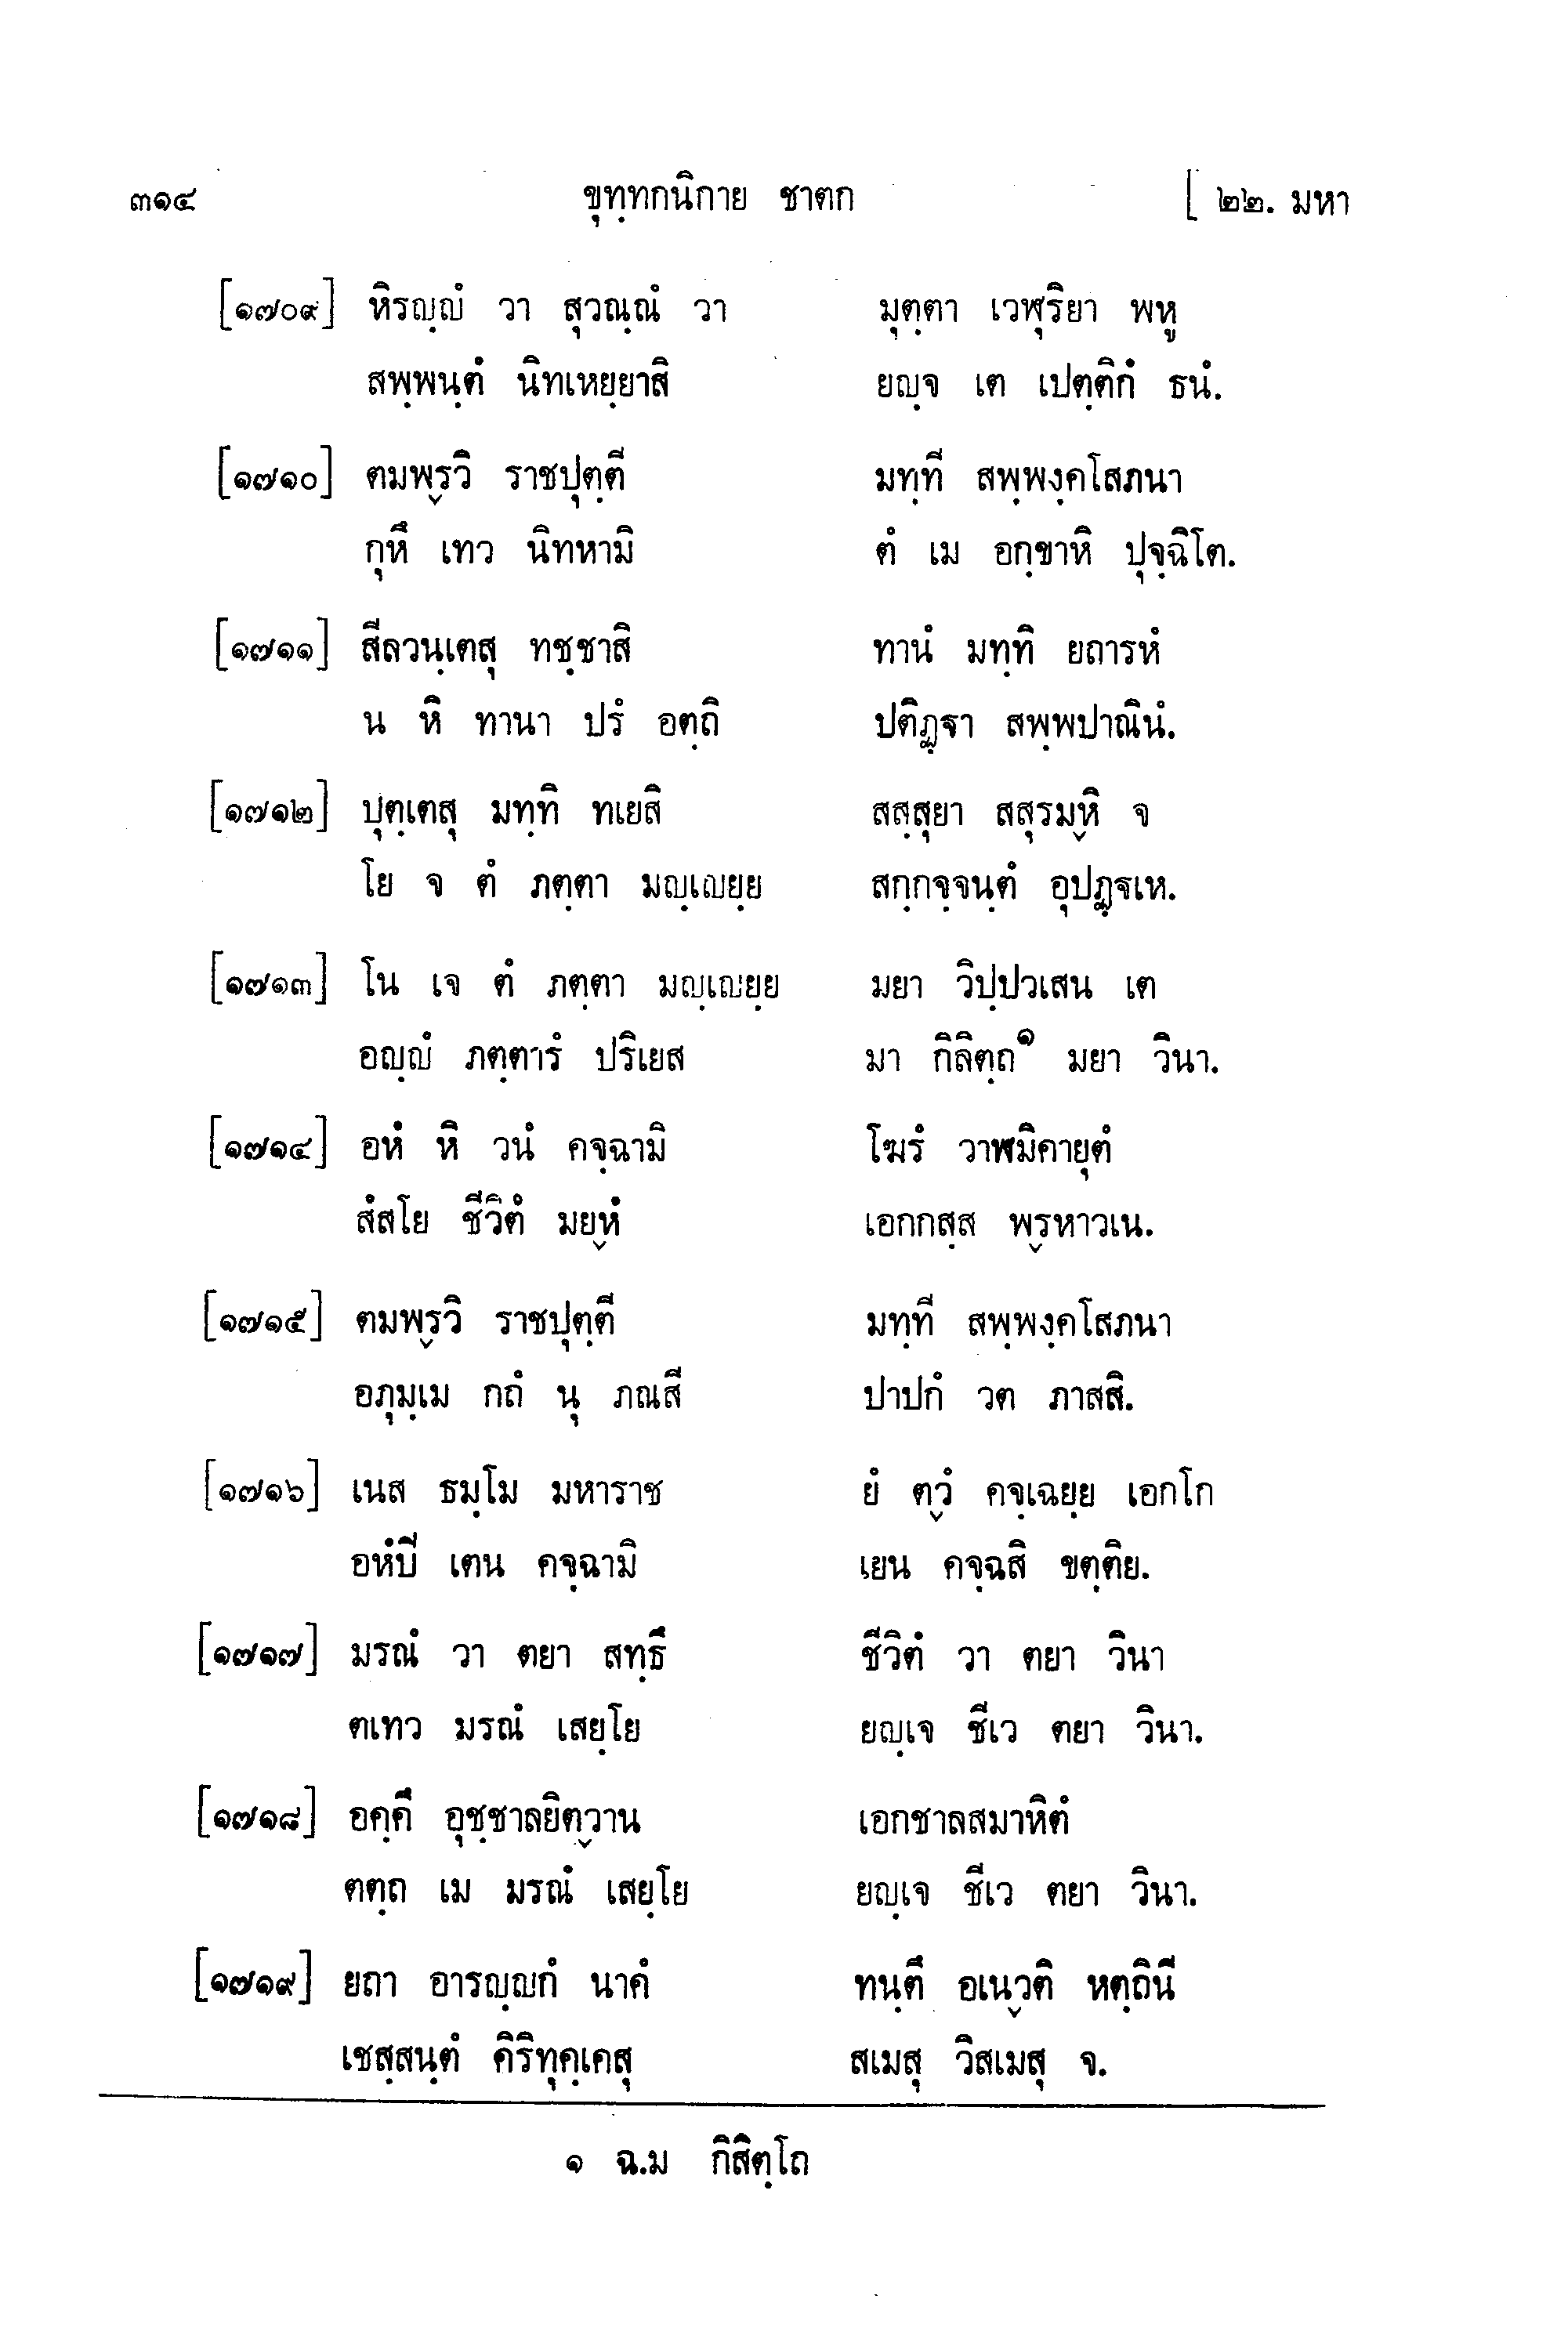 ๓๑๔ ขุทฺทกนิกาย ชาตก [ ๒๒. มหา
[๑๗๐๙] หิรญฺญํ วา สุวณฺณํ วา มุตฺตา เวฬุริยา พหู
สพฺพนฺตํ นิทเหยฺยาสิ ยญฺจ เต เปตฺติกํ ธนํ.
[๑๗๑๐] ตมพฺรูวิ ราชปุตฺตี มทฺที สพฺพงฺคโสภนา
กุหึ เทว นิทหามิ ตํ เม อกฺขาหิ ปุจฺฉิโต.
[๑๗๑๑] สีลวนฺเตสุ ทชฺชาสิ ทานํ มทฺทิ ยถารหํ
น หิ ทานา ปรํ อตฺถิ ปติฏฺฐา สพฺพปาณินํ.
[๑๗๑๒] ปุตฺเตสุ มทฺทิ ทเยสิ สสฺสุยา สสุรมฺหิ จ
โย จ ตํ ภตฺตา มญฺเญยฺย สกฺกจฺจนฺตํ อุปฏฺฐเห.
[๑๗๑๓] โน เจ ตํ ภตฺตา มญฺเญยฺย มยา วิปฺปวเสน เต
อญฺญํ ภตฺตารํ ปริเยส มา กิลิตฺถ๑ มยา วินา.
[๑๗๑๔] อหํ หิ วนํ คจฺฉามิ โฆรํ วาฬมิคายุตํ
สํสโย ชีวิตํ มยฺหํ เอกกสฺส พฺรหาวเน.
[๑๗๑๕] ตมพฺรวิ ราชปุตฺตี มทฺที สพฺพงฺคโสภนา
อภุมฺเม กถํ นุ ภณสี ปาปกํ วต ภาสสิ.
[๑๗๑๖] เนส ธมฺโม มหาราช ยํ ตฺวํ คจฺเฉยฺย เอกโก
อหํปี เตน คจฺฉามิ เยน คจฺฉสิ ขตฺติย.
[๑๗๑๗] มรณํ วา ตยา สทฺธึ ชีวิตํ วา ตยา วินา
ตเทว มรณํ เสยฺโย ยญฺเจ ชีเว ตยา วินา.
[๑๗๑๘] อคฺคึ อุชฺชาลยิตฺวาน เอกชาลสมาหิตํ
ตตฺถ เม มรณํ เสยฺโย ยญฺเจ ชีเว ตยา วินา.
[๑๗๑๙] ยถา อารญฺญกํ นาคํ ทนฺตึ อเนฺวติ หตฺถินี
เชสฺสนฺตํ คิริทุคฺเคสุ สเมสุ วิสเมสุ จ.
๑ ฉ.ม กิสิตฺโถ